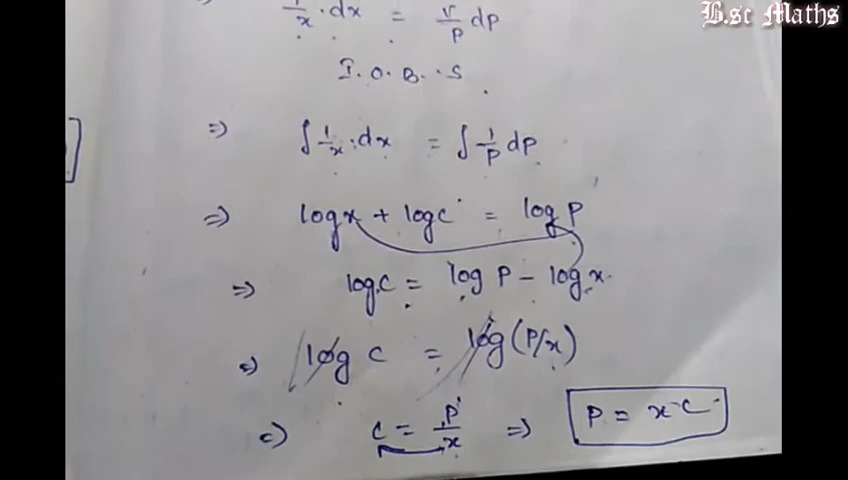 B.sc Maths
1/x · dx = 1/p dp
I. O. B. S
⇒ ∫ 1/x · dx = ∫ 1/p dp
⇒ log x + log c = log p
⇒ log c = log p - log x
⇒ log c = log (P/x)
c = P/x ⇒ P = xc